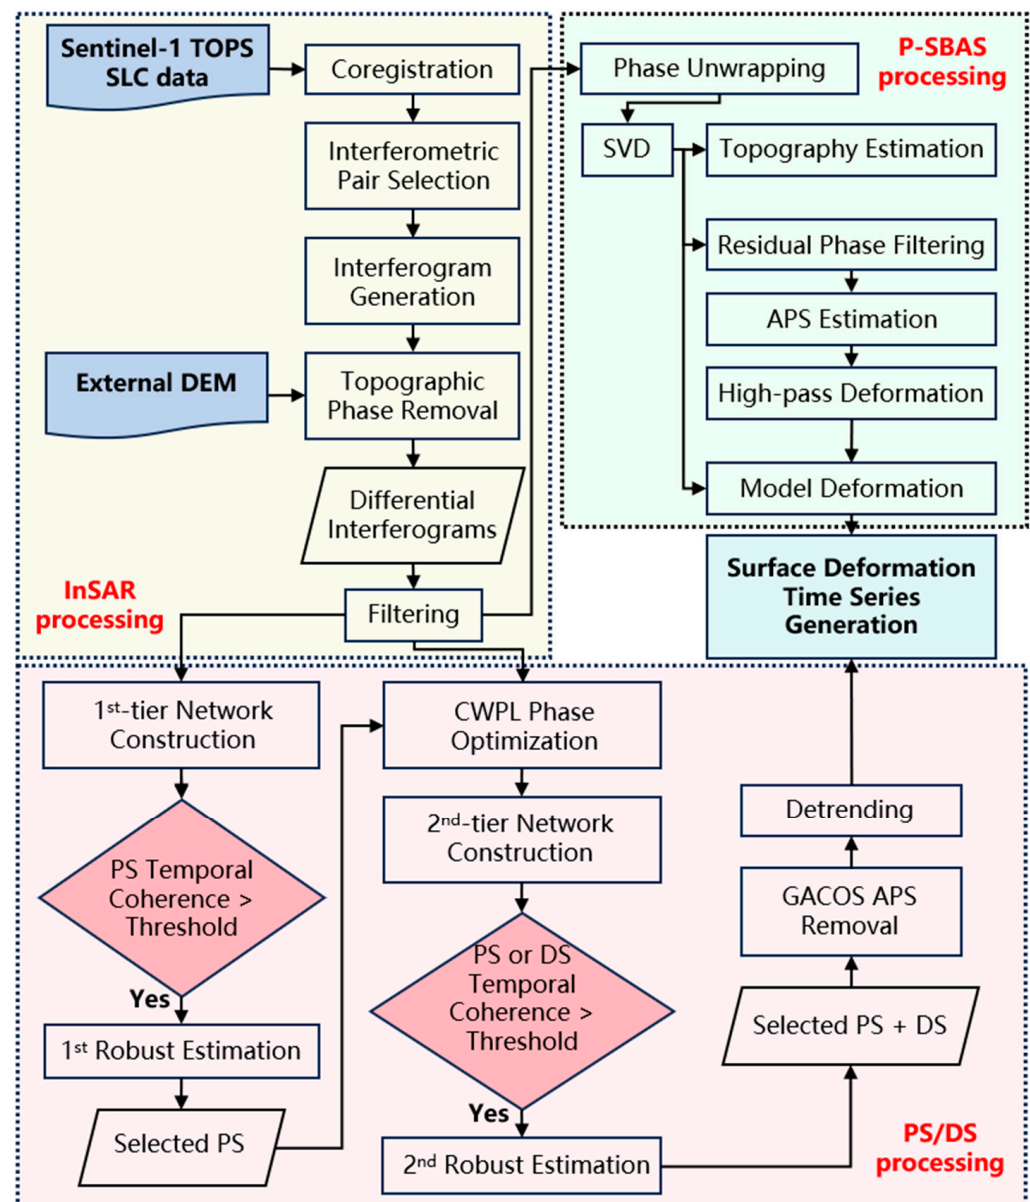 Sentinel-1 TOPS
SLC data
Coregistration
Interferometric
Pair Selection
Interferogram
Generation
External DEM
Topographic
Phase Removal
Differential
Interferograms
InSAR
processing
Filtering
P-SBAS
processing
Phase Unwrapping
SVD
Topography Estimation
Residual Phase Filtering
APS Estimation
High-pass Deformation
Model Deformation
Surface Deformation
Time Series
Generation
1st-tier Network
Construction
PS Temporal
Coherence >
Threshold
Yes
1st Robust Estimation
Selected PS
CWPL Phase
Optimization
2nd-tier Network
Construction
PS or DS
Temporal
Coherence >
Threshold
Yes
2nd Robust Estimation
Detrending
GACOS APS
Removal
Selected PS + DS
PS/DS
processing